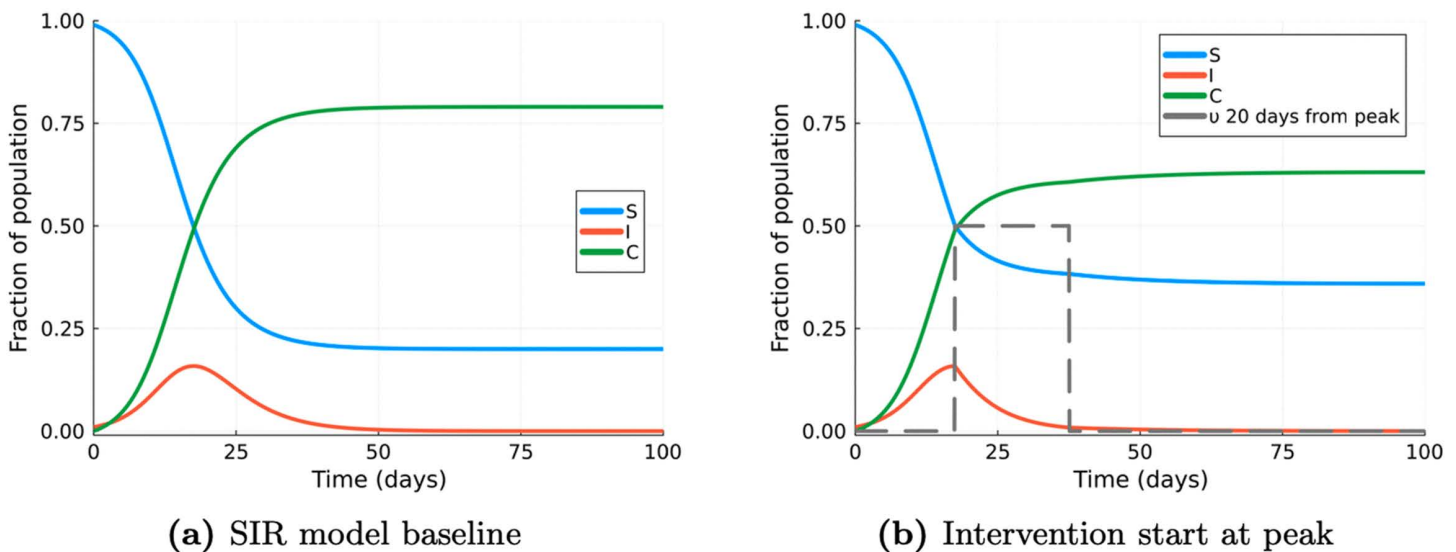 Fraction of population
1.00
0.75
0.50
0.25
0.00
0
25
50
75
100
Time (days)
S
I
C
(a) SIR model baseline
Fraction of population
1.00
0.75
0.50
0.25
0.00
0
25
50
75
100
Time (days)
S
I
C
υ 20 days from peak
(b) Intervention start at peak